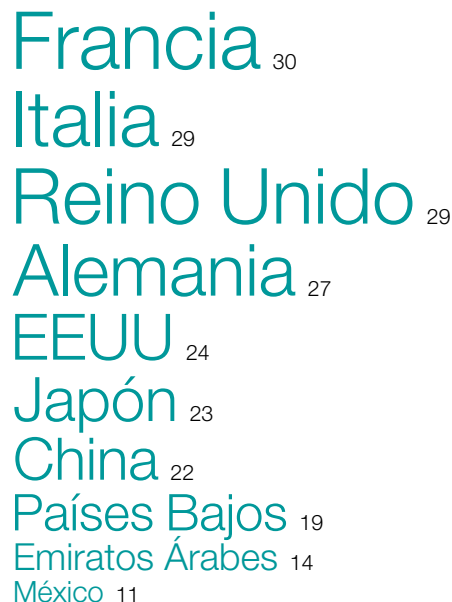 Francia 30
Italia 29
Reino Unido 29
Alemania 27
EEUU 24
Japón 23
China 22
Países Bajos 19
Emiratos Árabes 14
México 11